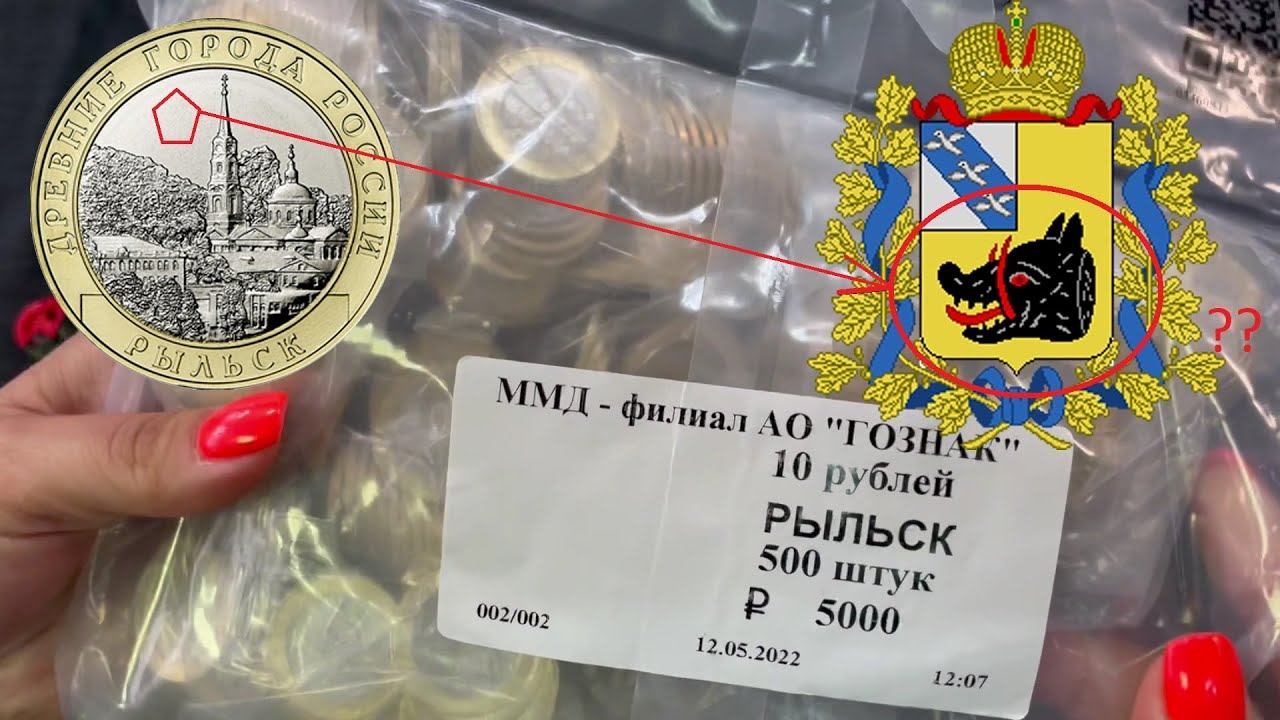 ДРЕВНИЕ ГОРОДА РОССИИ
РЫЛЬСК
??
ММД - филиал АО "ГОЗНАК"
10 рублей
РЫЛЬСК
500 штук
₽ 5000
002/002
12.05.2022
12:07